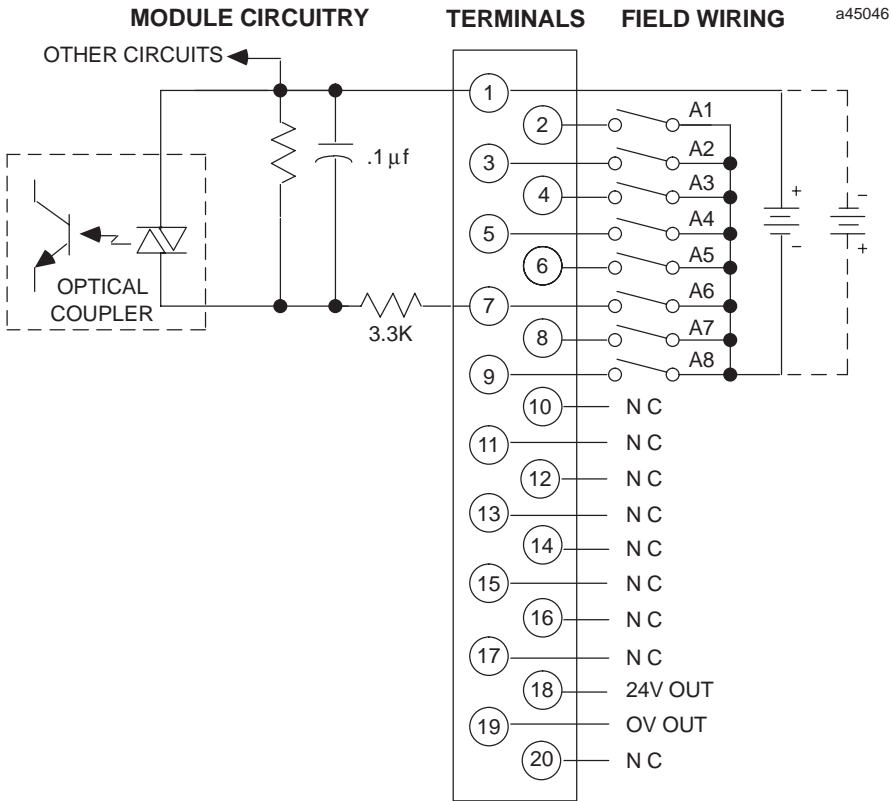 MODULE CIRCUITRY TERMINALS FIELD WIRING a45046
OTHER CIRCUITS
1
2 A1
3 A2
4 A3
5 A4
6 A5
7 A6
8 A7
9 A8
.1 µf
+ −
− +
OPTICAL
COUPLER
3.3K
10 N C
11 N C
12 N C
13 N C
14 N C
15 N C
16 N C
17 N C
18 24V OUT
19 OV OUT
20 N C